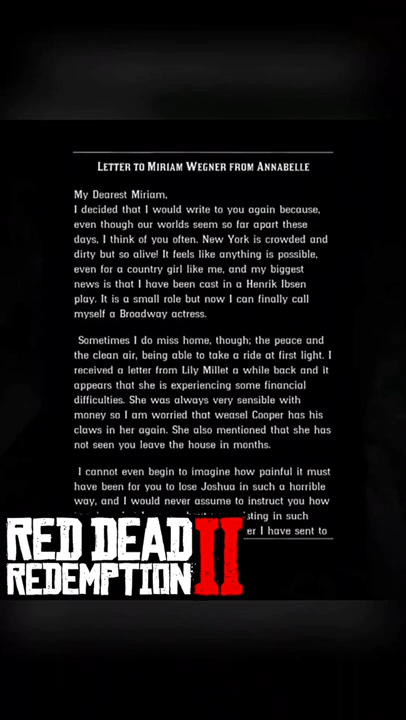 LETTER TO MIRIAM WEGNER FROM ANNABELLE
My Dearest Miriam,
I decided that I would write to you again because,
even though our worlds seem so far apart these
days, I think of you often. New York is crowded and
dirty but so alive! It feels like anything is possible,
even for a country girl like me, and my biggest
news is that I have been cast in a Henrik Ibsen
play. It is a small role but now I can finally call
myself a Broadway actress.
Sometimes I do miss home, though; the peace and
the clean air, being able to take a ride at first light. I
received a letter from Lily Millet a while back and it
appears that she is experiencing some financial
difficulties. She was always very sensible with
money so I am worried that weasel Cooper has his
claws in her again. She also mentioned that she has
not seen you leave the house in months.
I cannot even begin to imagine how painful it must
have been for you to lose Joshua in such a horrible
way, and I would never assume to instruct you how
in such
I have sent to
RED DEAD
REDEMPTION II